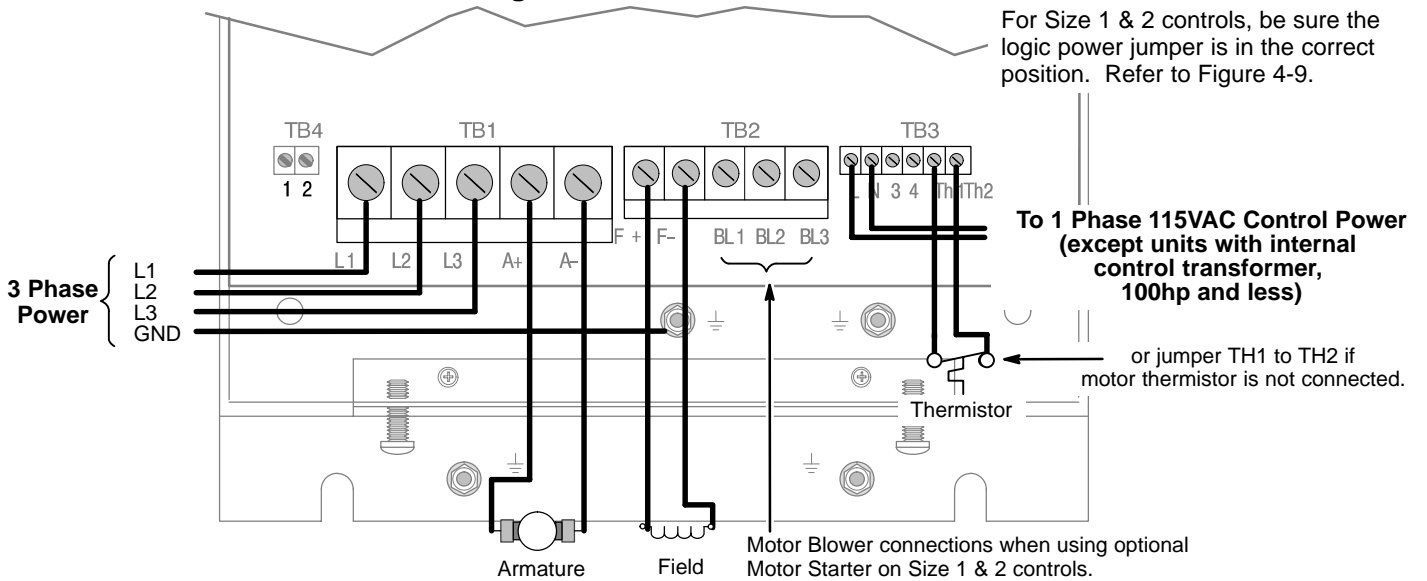 For Size 1 & 2 controls, be sure the
logic power jumper is in the correct
position. Refer to Figure 4-9.
TB4
TB1
TB2
TB3
1 2
L N 3 4 Th1Th2
F + F- BL1 BL2 BL3
L1 L2 L3 A+ A-
To 1 Phase 115VAC Control Power
(except units with internal
control transformer,
100hp and less)
3 Phase
Power
L1
L2
L3
GND
or jumper TH1 to TH2 if
motor thermistor is not connected.
Thermistor
Armature
Field
Motor Blower connections when using optional
Motor Starter on Size 1 & 2 controls.